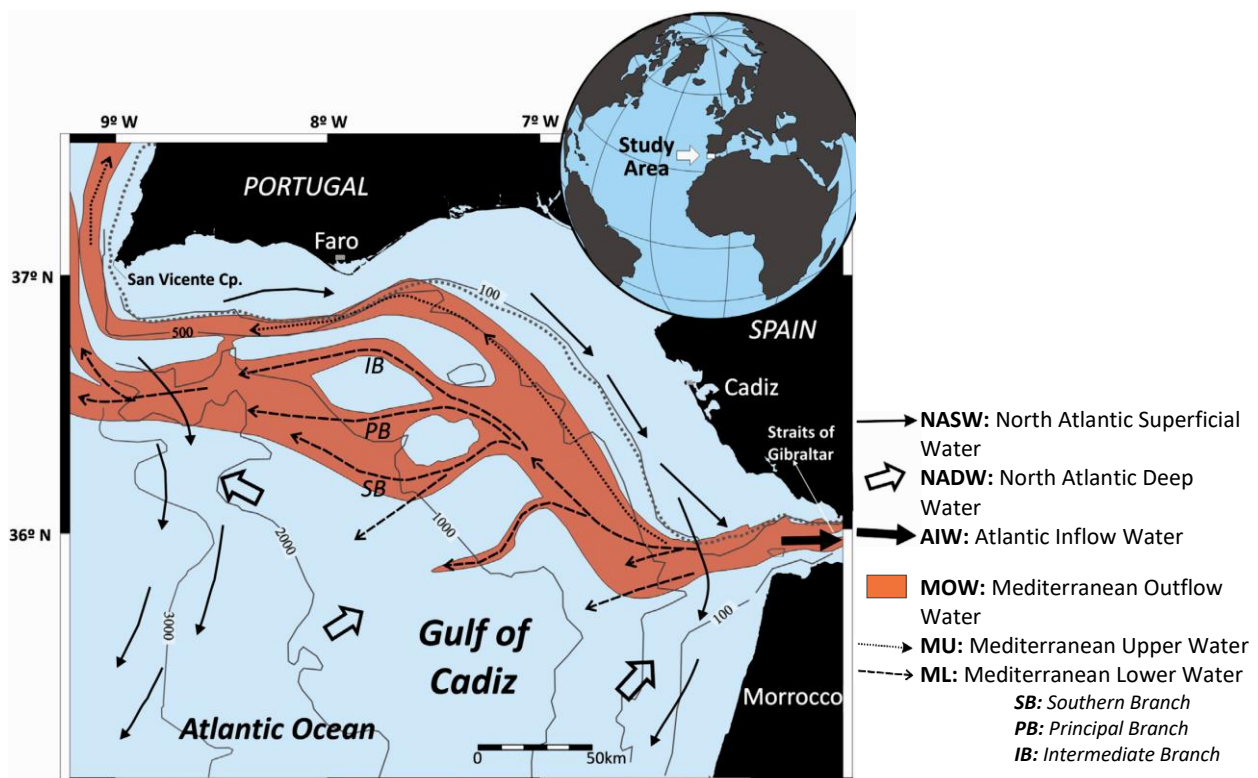 9º W
8º W
7º W
Study
Area
PORTUGAL
Faro
37º N
San Vicente Cp.
100
500
SPAIN
IB
Cadiz
PB
Straits of
Gibraltar
SB
36º N
1000
2000
3000
100
Gulf of
Cadiz
Morrocco
Atlantic Ocean
0
50km
NASW: North Atlantic Superficial
Water
NADW: North Atlantic Deep
Water
AIW: Atlantic Inflow Water
MOW: Mediterranean Outflow
Water
MU: Mediterranean Upper Water
ML: Mediterranean Lower Water
SB: Southern Branch
PB: Principal Branch
IB: Intermediate Branch